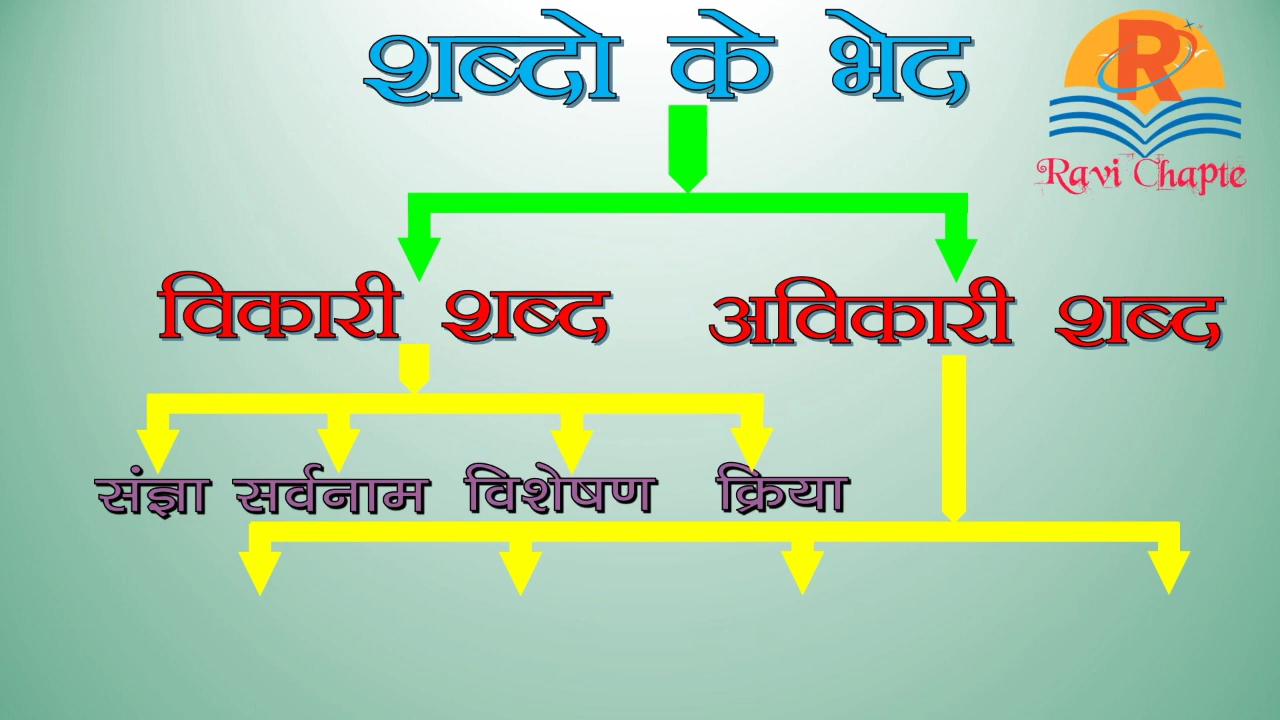 शब्दो के भेद
R
Ravi Chapte
विकारी शब्द
अविकारी शब्द
संज्ञा सर्वनाम विशेषण क्रिया